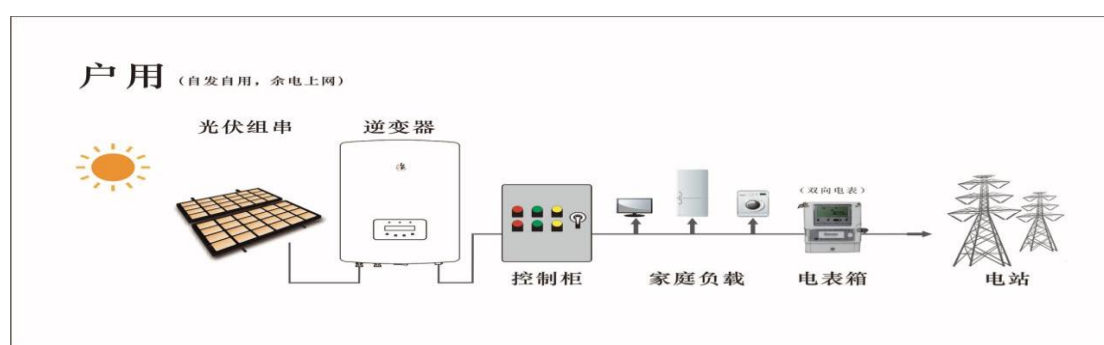 户用（自发自用，余电上网）
光伏组串
逆变器
（双向电表）
控制柜
家庭负载
电表箱
电站